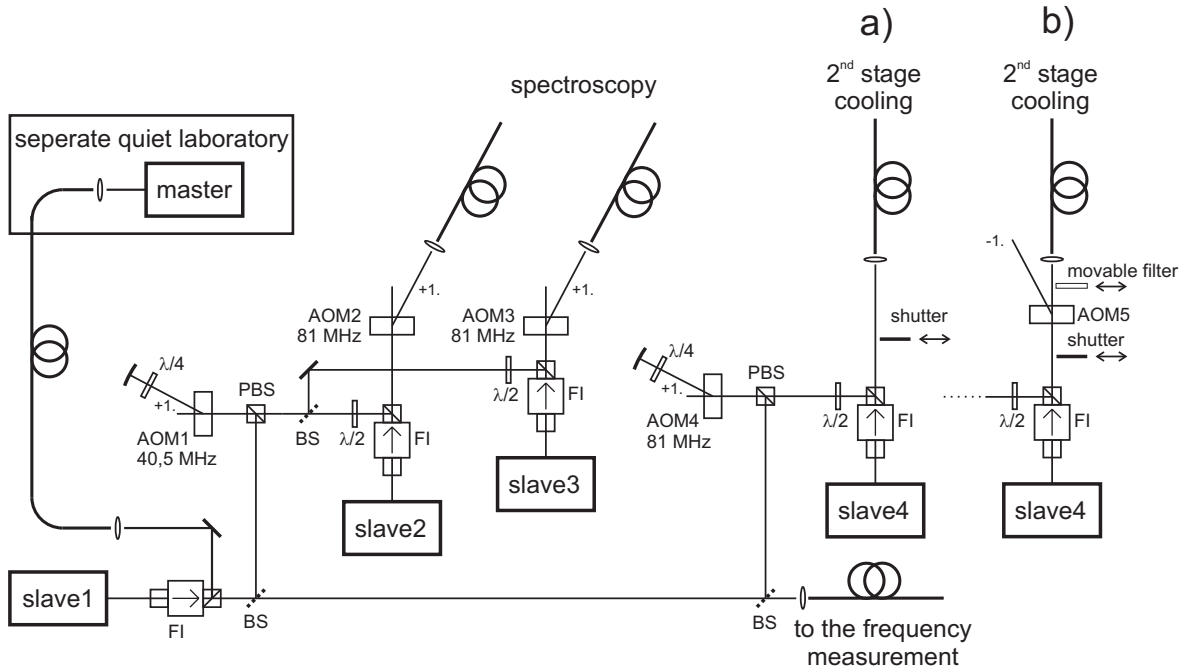 a)
b)
2nd stage
cooling
2nd stage
cooling
spectroscopy
seperate quiet laboratory
master
-1.
movable filter
+1.
+1.
AOM2
81 MHz
AOM3
81 MHz
AOM5
shutter
shutter
λ/4
+1.
AOM1
40,5 MHz
PBS
BS
λ/2
FI
λ/2
FI
λ/4
+1.
AOM4
81 MHz
PBS
λ/2
FI
λ/2
FI
slave2
slave3
slave4
slave4
slave1
FI
BS
BS
to the frequency
measurement